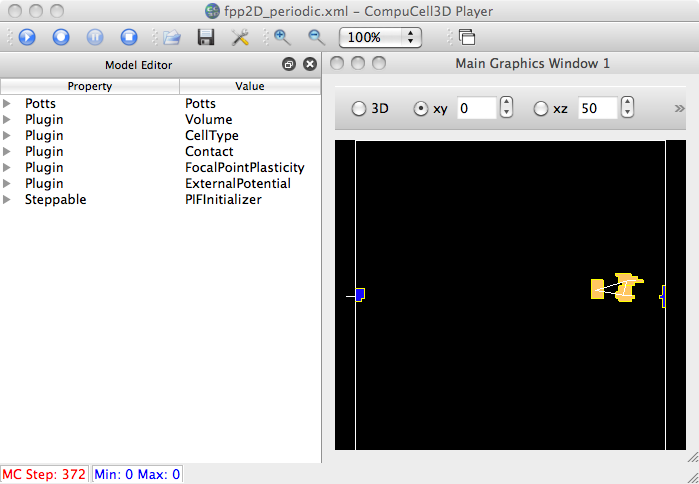 fpp2D_periodic.xml - CompuCell3D Player
100%
Model Editor
Main Graphics Window 1
Property Value
3D xy 0 xz 50 »
Potts Potts
Plugin Volume
Plugin CellType
Plugin Contact
Plugin FocalPointPlasticity
Plugin ExternalPotential
Steppable PIFInitializer
MC Step: 372 Min: 0 Max: 0